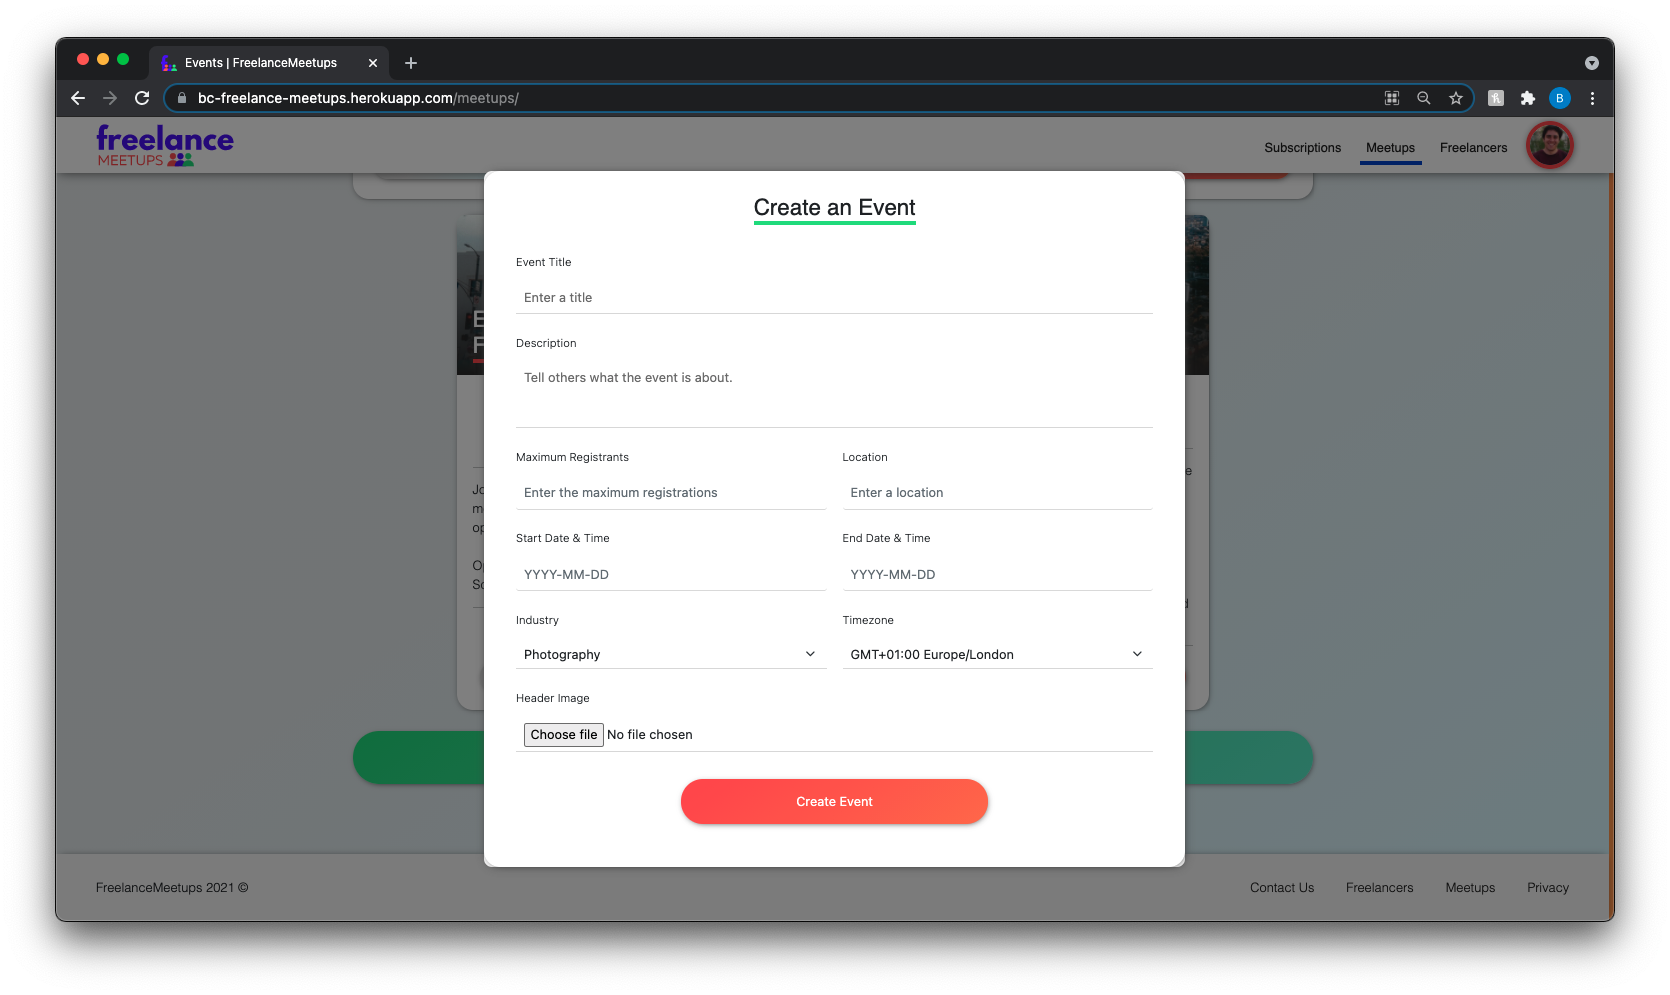 Events | FreelanceMeetups
bc-freelance-meetups.herokuapp.com/meetups/
B
freelance
MEETUPS
Subscriptions
Meetups
Freelancers
Create an Event
Event Title
Enter a title
Description
Tell others what the event is about.
Maximum Registrants
Location
Enter the maximum registrations
Enter a location
Start Date & Time
End Date & Time
YYYY-MM-DD
YYYY-MM-DD
Industry
Timezone
Photography
GMT+01:00 Europe/London
Header Image
Choose file No file chosen
Create Event
FreelanceMeetups 2021 ©
Contact Us
Freelancers
Meetups
Privacy